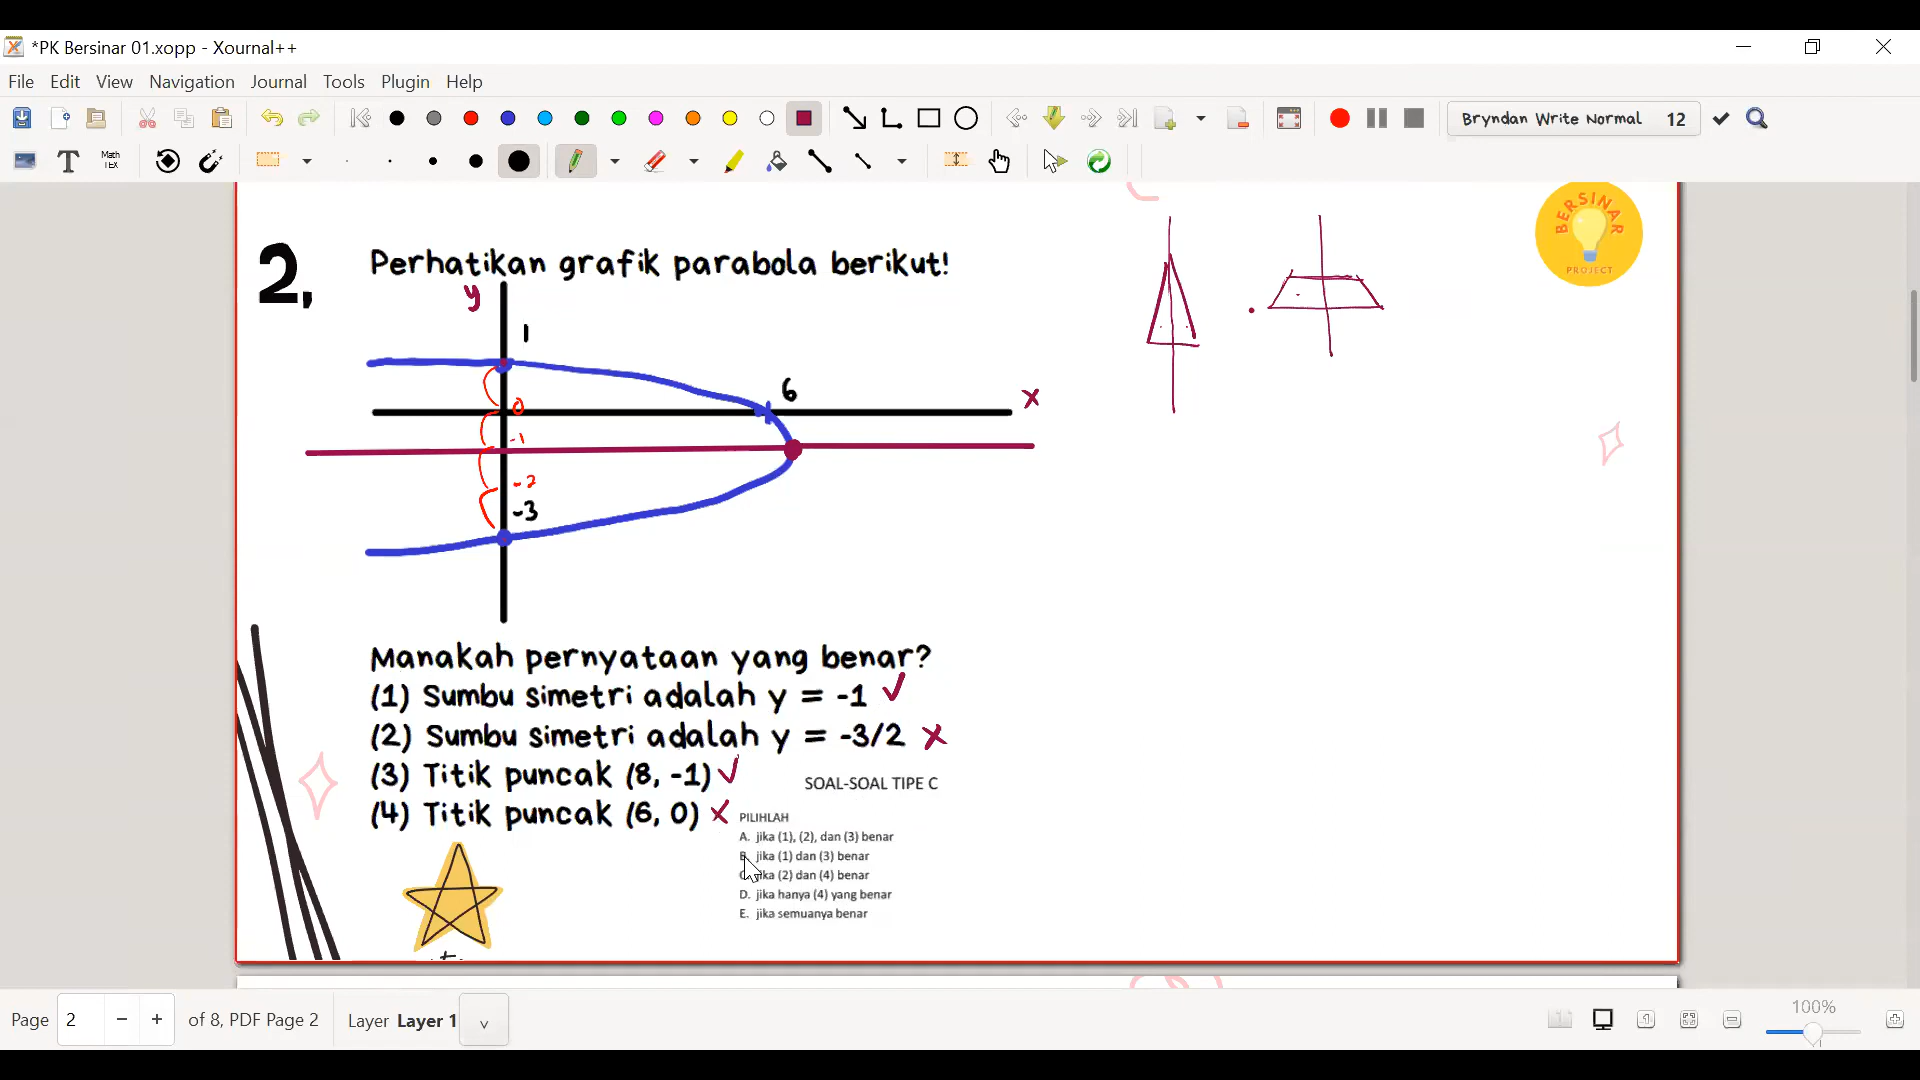 *PK Bersinar 01.xopp - Xournal++
File Edit View Navigation Journal Tools Plugin Help
Bryndan Write Normal 12
Math
TEX
BERSINAR
PROJECT
2,
Perhatikan grafik parabola berikut!
y
1
6
x
0
-1
-2
-3
Manakah pernyataan yang benar?
(1) Sumbu simetri adalah y = -1 ✓
(2) Sumbu simetri adalah y = -3/2 ×
(3) Titik puncak (8, -1) ✓
(4) Titik puncak (6, 0) ×
SOAL-SOAL TIPE C
PILIHLAH
A. jika (1), (2), dan (3) benar
B. jika (1) dan (3) benar
C. jika (2) dan (4) benar
D. jika hanya (4) yang benar
E. jika semuanya benar
Page 2 of 8, PDF Page 2 Layer Layer 1
100%